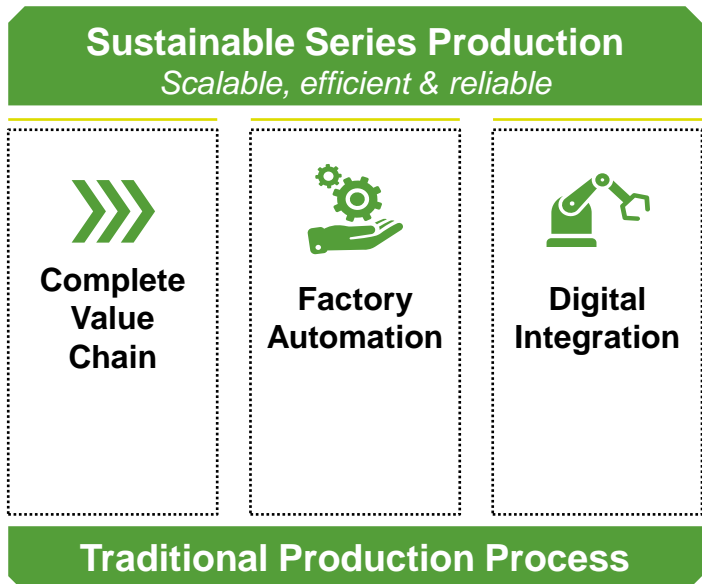 Sustainable Series Production
Scalable, efficient & reliable
Complete
Value
Chain
Factory
Automation
Digital
Integration
Traditional Production Process